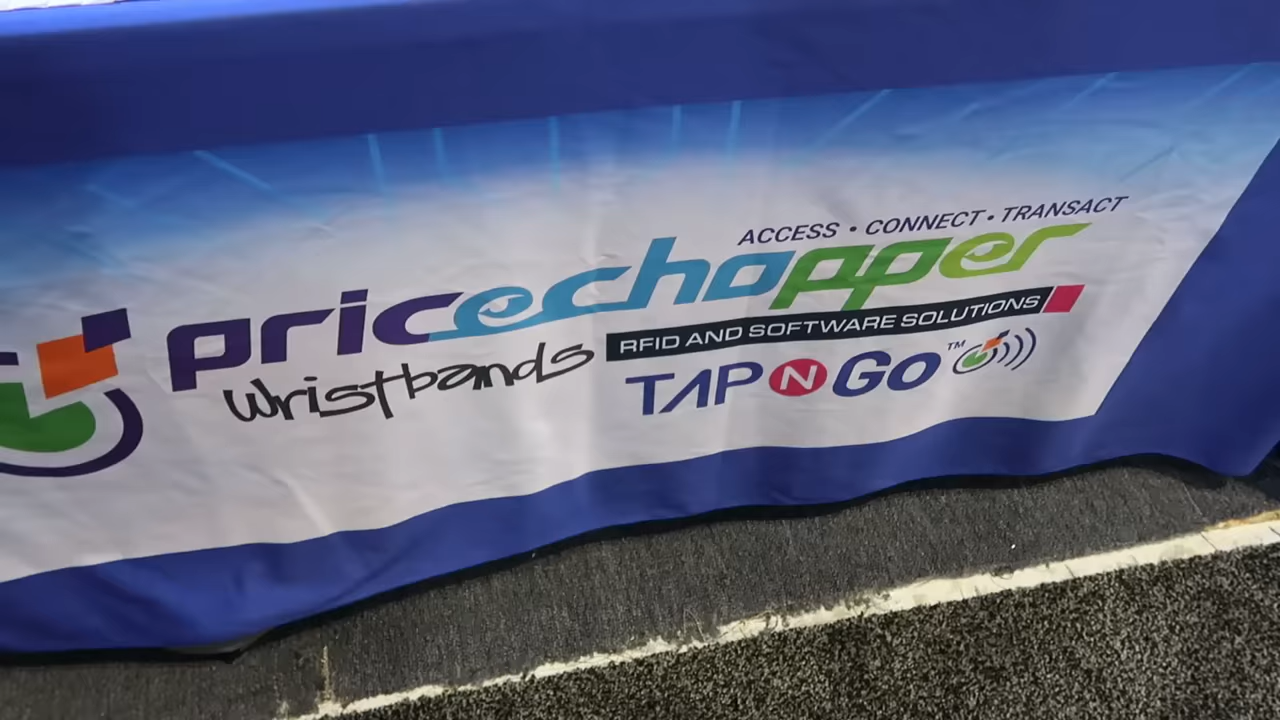 ACCESS • CONNECT • TRANSACT
pricechopper
Wristbands
RFID AND SOFTWARE SOLUTIONS
TAP N GO™